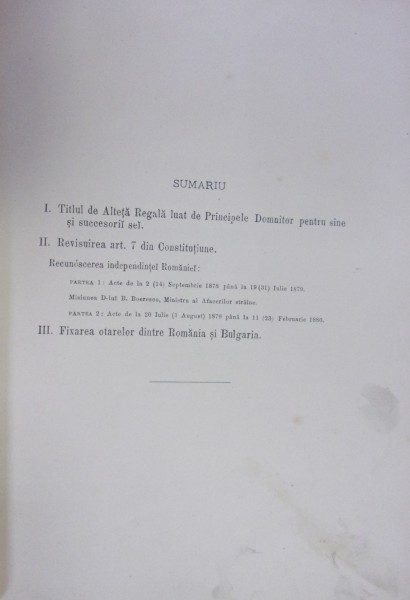 SUMARIU
I. Titlul de Alteță Regală luat de Principele Domnitor pentru sine
și succesoriĭ seĭ.
II. Revisuirea art. 7 din Constituțiune.
Recunóscerea independințeĭ Românieĭ:
PARTEA 1: Acte de la 2 (14) Septembrie 1878 până la 19 (31) Iulie 1879.
Misiunea D-luĭ B. Boerescu, Ministru al Afacerilor străine.
PARTEA 2: Acte de la 20 Iulie (1 August) 1879 până la 11 (23) Februarie 1880.
III. Fixarea otarelor dintre România și Bulgaria.